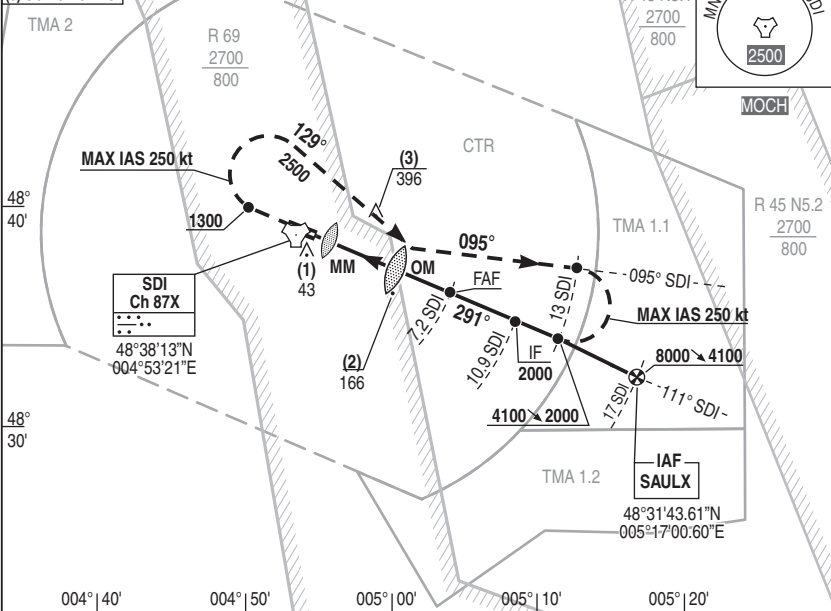 TMA 2
R 69
2700
800
2700
800
MN
SDI
2500
MOCH
CTR
129°
2500
MAX IAS 250 kt
(3)
396
48°
40'
1300
TMA 1.1
R 45 N5.2
2700
800
095°
095° SDI
(1)
43
MM
OM
FAF
13 SDI
SDI
Ch 87X
48°38'13"N
004°53'21"E
7.2 SDI
291°
MAX IAS 250 kt
10.9 SDI
IF
2000
8000 ↘ 4100
(2)
166
4100 ↘ 2000
17 SDI
111° SDI
48°
30'
IAF
SAULX
TMA 1.2
48°31'43.61"N
005°17'00.60"E
004° 40'
004° 50'
005° 00'
005° 10'
005° 20'